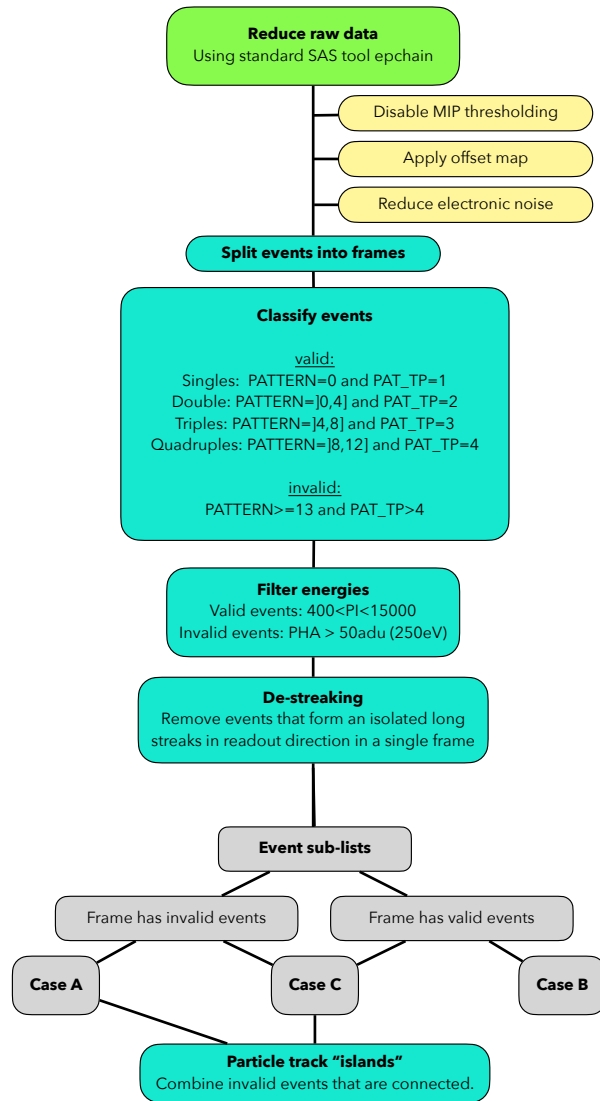 Reduce raw data
Using standard SAS tool epchain
Disable MIP thresholding
Apply offset map
Reduce electronic noise
Split events into frames
Classify events
valid:
Singles:  PATTERN=0 and PAT_TP=1
Double: PATTERN=]0,4] and PAT_TP=2
Triples: PATTERN=]4,8] and PAT_TP=3
Quadruples: PATTERN=]8,12] and PAT_TP=4
invalid:
PATTERN>=13 and PAT_TP>4
Filter energies
Valid events: 400<PI<15000
Invalid events: PHA > 50adu (250eV)
De-streaking
Remove events that form an isolated long
streaks in readout direction in a single frame
Event sub-lists
Frame has invalid events
Frame has valid events
Case A
Case C
Case B
Particle track “islands”
Combine invalid events that are connected.